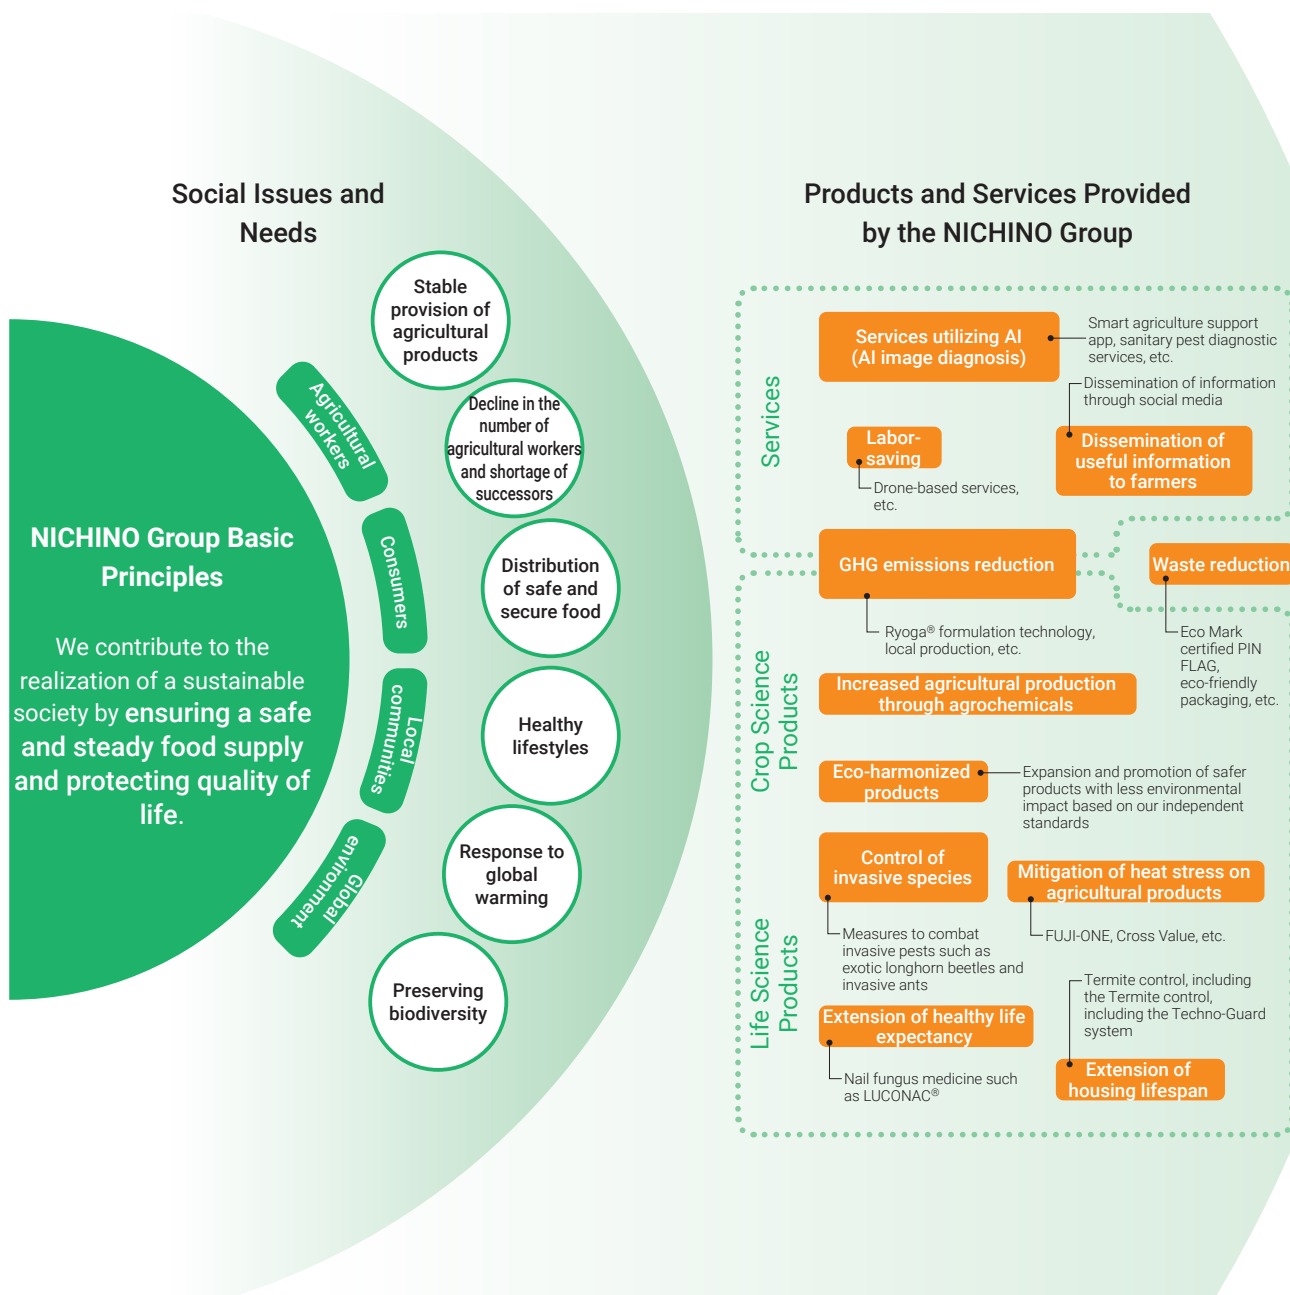 Social Issues and
Needs
Products and Services Provided
by the NICHINO Group
NICHINO Group Basic
Principles
We contribute to the
realization of a sustainable
society by ensuring a safe
and steady food supply
and protecting quality of
life.
Agricultural
workers
Consumers
Local
communities
Global
environment
Stable
provision of
agricultural
products
Decline in the
number of
agricultural workers
and shortage of
successors
Distribution
of safe and
secure food
Healthy
lifestyles
Response to
global
warming
Preserving
biodiversity
Services
Services utilizing AI
(AI image diagnosis)
Smart agriculture support
app, sanitary pest diagnostic
services, etc.
Dissemination of information
through social media
Labor-
saving
Drone-based services,
etc.
Dissemination of
useful information
to farmers
GHG emissions reduction
Ryoga® formulation technology,
local production, etc.
Waste reduction
Eco Mark
certified PIN
FLAG,
eco-friendly
packaging, etc.
Crop Science
Products
Increased agricultural production
through agrochemicals
Eco-harmonized
products
Expansion and promotion of safer
products with less environmental
impact based on our independent
standards
Control of
invasive species
Measures to combat
invasive pests such as
exotic longhorn beetles and
invasive ants
Mitigation of heat stress on
agricultural products
FUJI-ONE, Cross Value, etc.
Life Science
Products
Extension of healthy life
expectancy
Nail fungus medicine such
as LUCONAC®
Termite control, including
the Termite control,
including the Techno-Guard
system
Extension of
housing lifespan